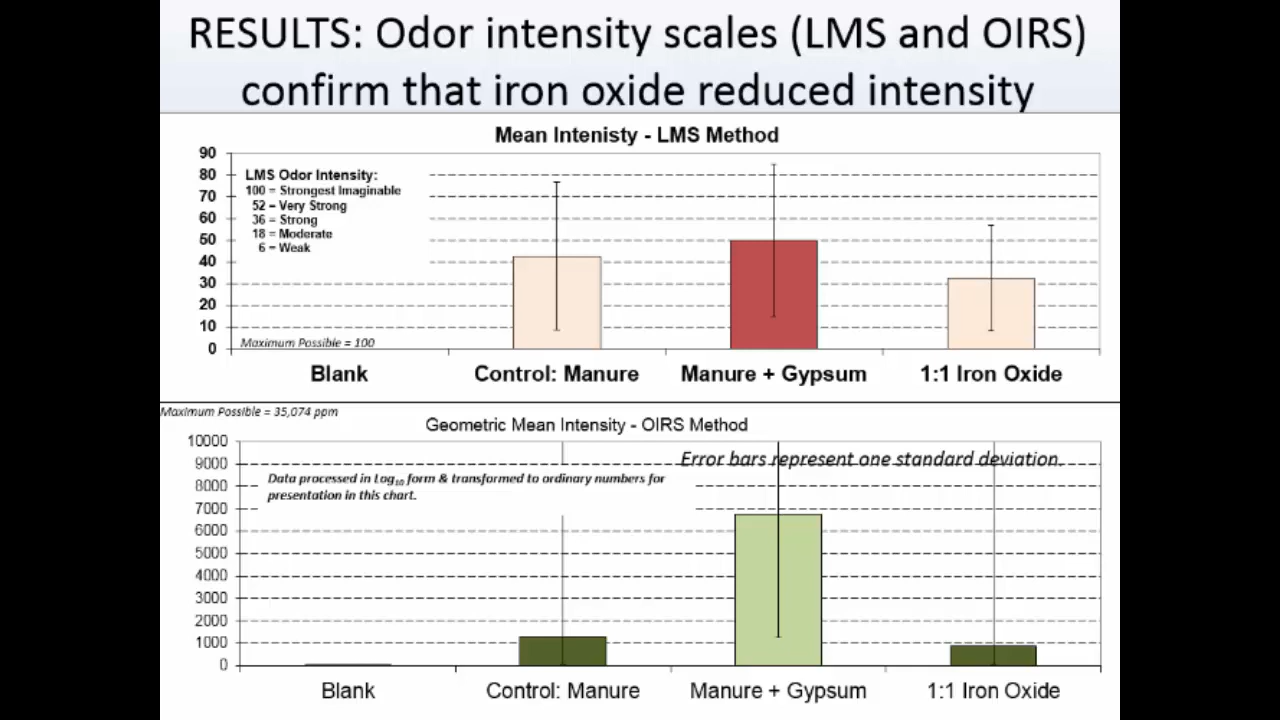 RESULTS: Odor intensity scales (LMS and OIRS)
confirm that iron oxide reduced intensity
Mean Intenisty - LMS Method
90
80
70
60
50
40
30
20
10
0
LMS Odor Intensity:
100 = Strongest Imaginable
52 = Very Strong
36 = Strong
18 = Moderate
6 = Weak
Maximum Possible = 100
Blank Control: Manure Manure + Gypsum 1:1 Iron Oxide
Maximum Possible = 35,074 ppm
Geometric Mean Intensity - OIRS Method
10000
9000
8000
7000
6000
5000
4000
3000
2000
1000
0
Error bars represent one standard deviation.
Data processed in Log₁₀ form & transformed to ordinary numbers for
presentation in this chart.
Blank Control: Manure Manure + Gypsum 1:1 Iron Oxide